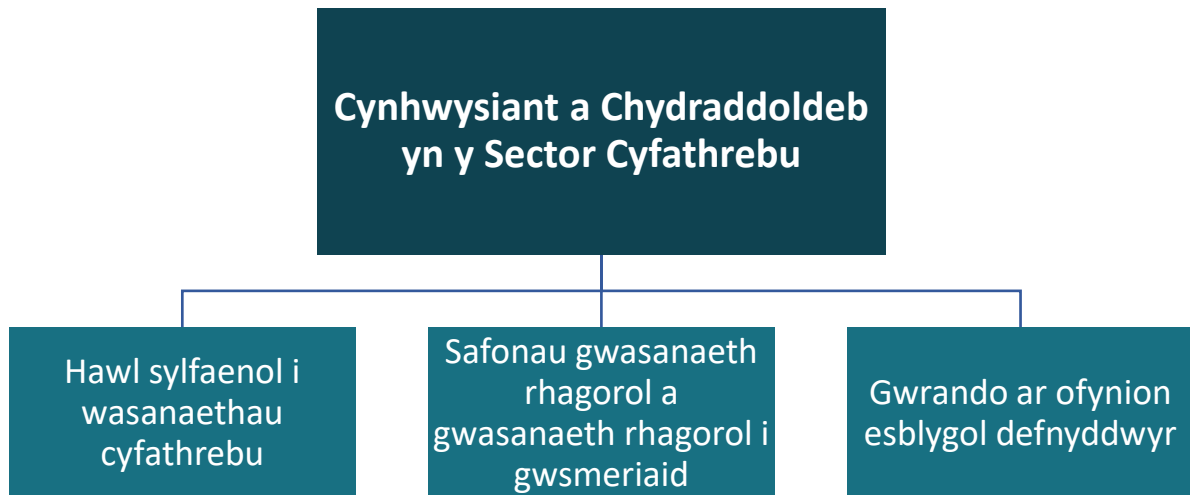 Cynhwysiant a Chydraddoldeb
yn y Sector Cyfathrebu
Hawl sylfaenol i
wasanaethau
cyfathrebu
Safonau gwasanaeth
rhagorol a
gwasanaeth rhagorol i
gwsmeriaid
Gwrando ar ofynion
esblygol defnyddwyr